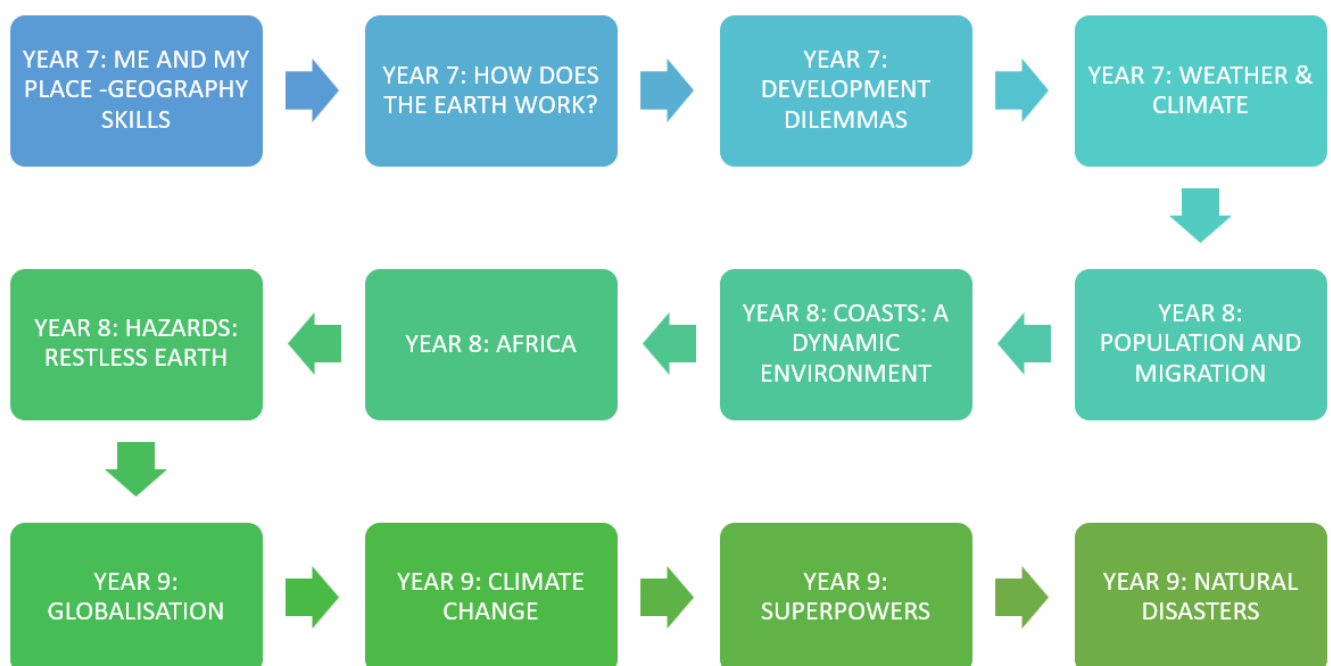 YEAR 7: ME AND MY
PLACE -GEOGRAPHY
SKILLS
YEAR 7: HOW DOES
THE EARTH WORK?
YEAR 7:
DEVELOPMENT
DILEMMAS
YEAR 7: WEATHER &
CLIMATE
YEAR 8:
POPULATION AND
MIGRATION
YEAR 8: COASTS: A
DYNAMIC
ENVIRONMENT
YEAR 8: AFRICA
YEAR 8: HAZARDS:
RESTLESS EARTH
YEAR 9:
GLOBALISATION
YEAR 9: CLIMATE
CHANGE
YEAR 9:
SUPERPOWERS
YEAR 9: NATURAL
DISASTERS